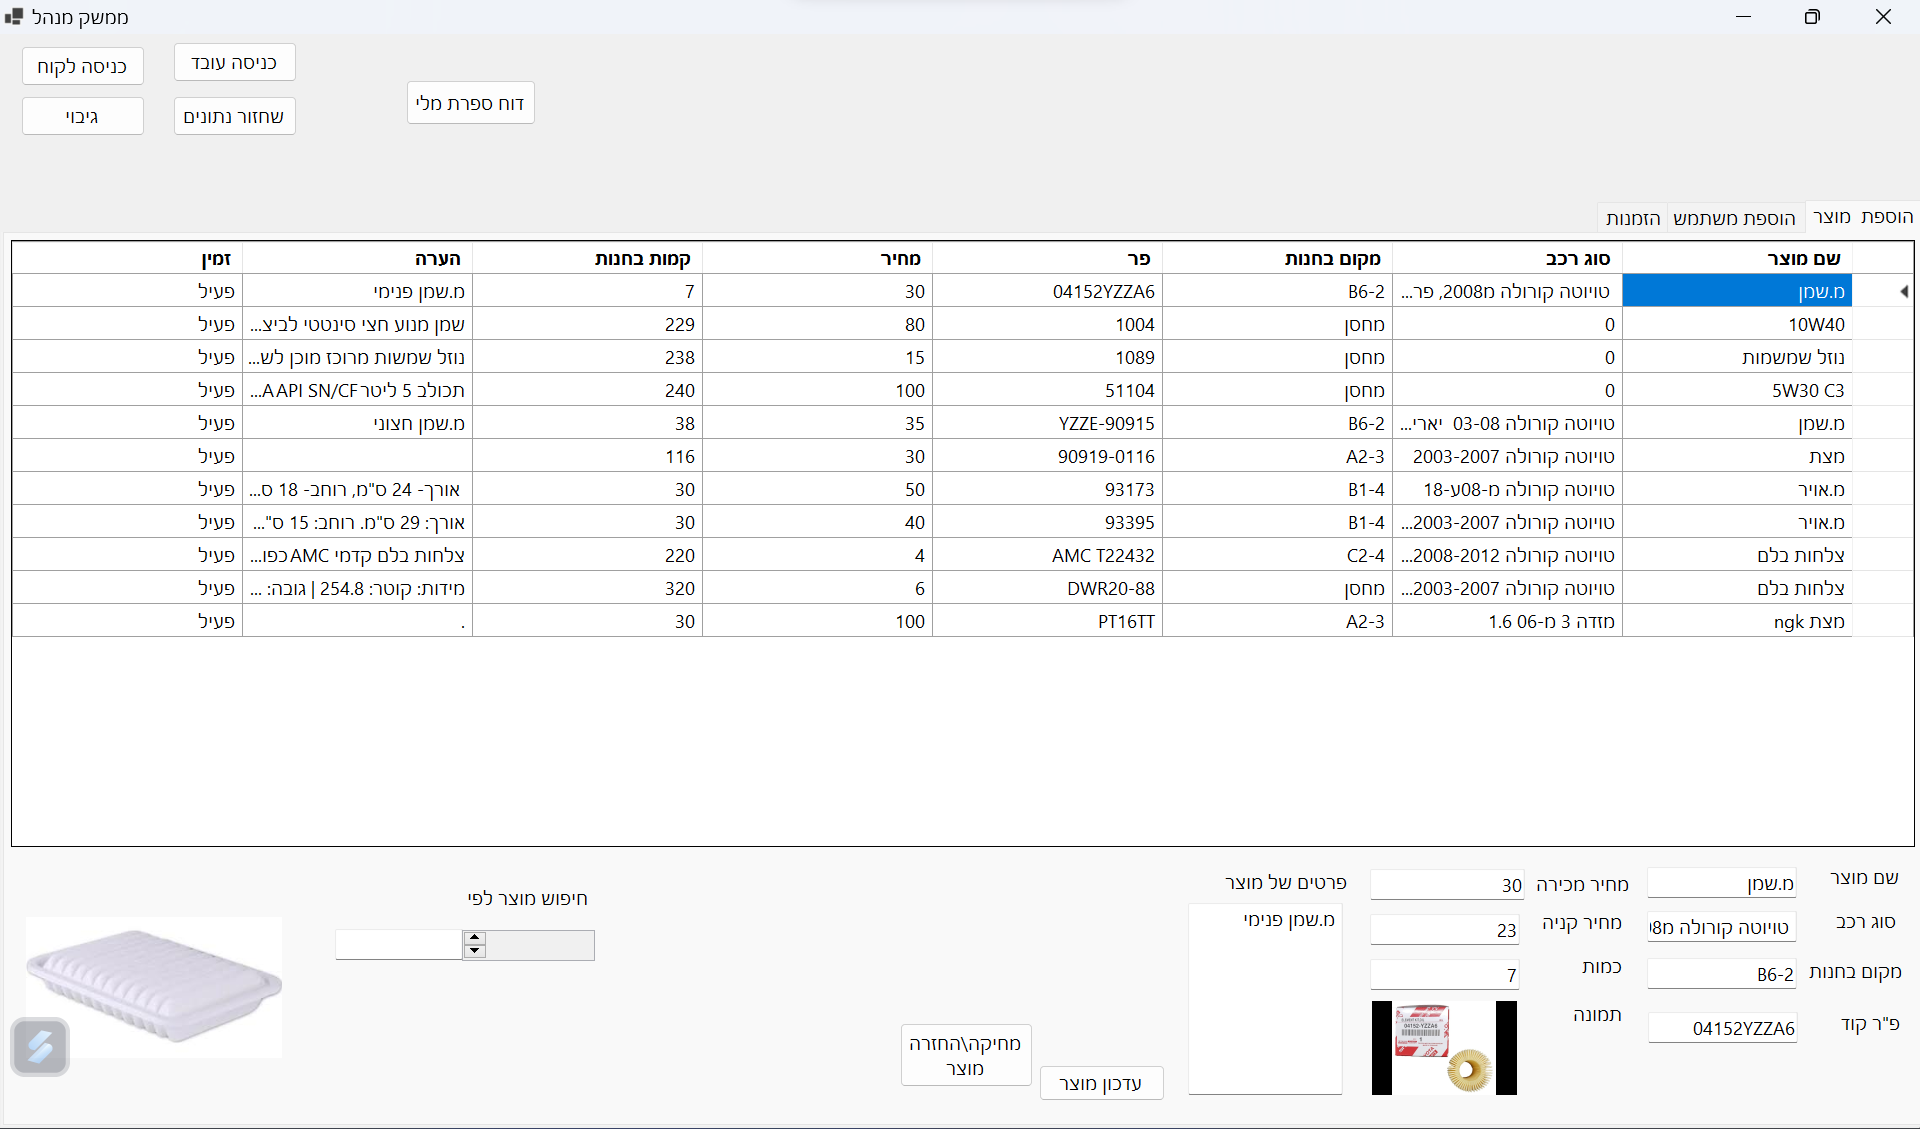 ממשק מנהל
כניסה לקוח
כניסה עובד
גיבוי
שחזור נתונים
דוח ספרת מלי
הוספת מוצר
הוספת משתמש
הזמנות
שם מוצר	סוג רכב	מקום בחנות	פר	מחיר	קמות בחנות	הערה	זמין
מ.שמן	טויוטה קורולה מ2008, פר...	B6-2	04152YZZA6	30	7	מ.שמן פנימי	פעיל
10W40	0	מחסן	1004	80	229	שמן מנוע חצי סינטטי לביצ...	פעיל
נוזל שמשמות	0	מחסן	1089	15	238	נוזל שמשות מרוכז מוכן לש...	פעיל
5W30 C3	0	מחסן	51104	100	240	תכולב 5 ליטרAAPI SN/CF...	פעיל
מ.שמן	טויוטה קורולה 03-08 יארי...	B6-2	YZZE-90915	35	38	מ.שמן חצוני	פעיל
מצת	טויוטה קורולה 2003-2007	A2-3	90919-0116	30	116	פעיל
מ.אויר	טויוטה קורולה מ-08ע-18	B1-4	93173	50	30	אורך- 24 ס"מ, רוחב- 18 ס...	פעיל
מ.אויר	טויוטה קורולה 2003-2007...	B1-4	93395	40	30	אורך: 29 ס"מ. רוחב: 15 ס"...	פעיל
צלחות בלם	טויוטה קורולה 2008-2012...	C2-4	AMC T22432	4	220	צלחות בלם קדמי AMCכפו...	פעיל
צלחות בלם	טויוטה קורולה 2003-2007...	מחסן	DWR20-88	6	320	מידות: קוטר: 254.8 | גובה: ...	פעיל
מצת ngk	מזדה 3 מ-06 1.6	A2-3	PT16TT	100	30	.	פעיל
שם מוצר	מ.שמן
סוג רכב	טויוטה קורולה מ08
מקום בחנות	B6-2
פ"ר קוד	04152YZZA6
מחיר מכירה	30
מחיר קניה	23
כמות	7
תמונה
04152-YZZA6
1
פרטים של מוצר
מ.שמן פנימי
עדכון מוצר
מחיקה\החזרה
מוצר
חיפוש מוצר לפי